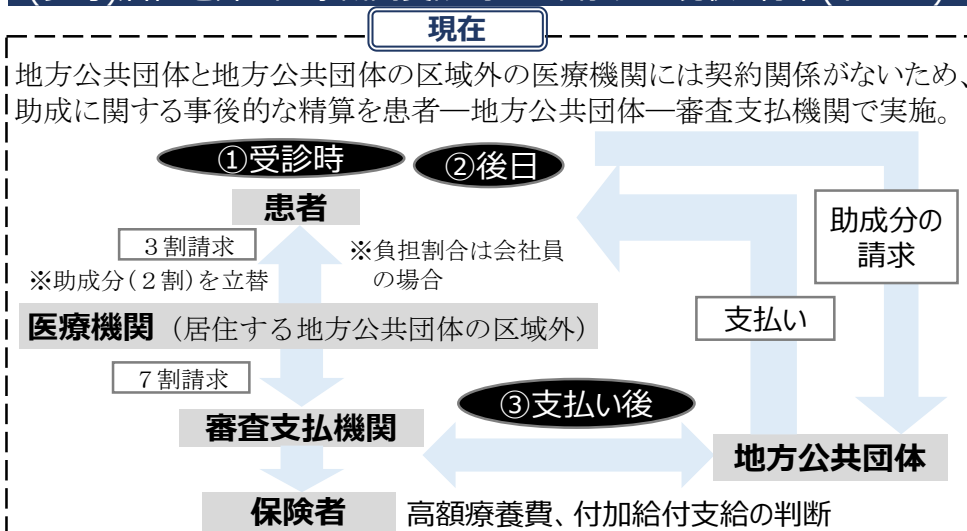 現在
地方公共団体と地方公共団体の区域外の医療機関には契約関係がないため、
助成に関する事後的な精算を患者―地方公共団体―審査支払機関で実施。
①受診時
②後日
患者
3割請求
※助成分(2割)を立替
※負担割合は会社員
の場合
助成分の
請求
医療機関 (居住する地方公共団体の区域外)
支払い
7割請求
③支払い後
審査支払機関
地方公共団体
保険者 高額療養費、付加給付支給の判断